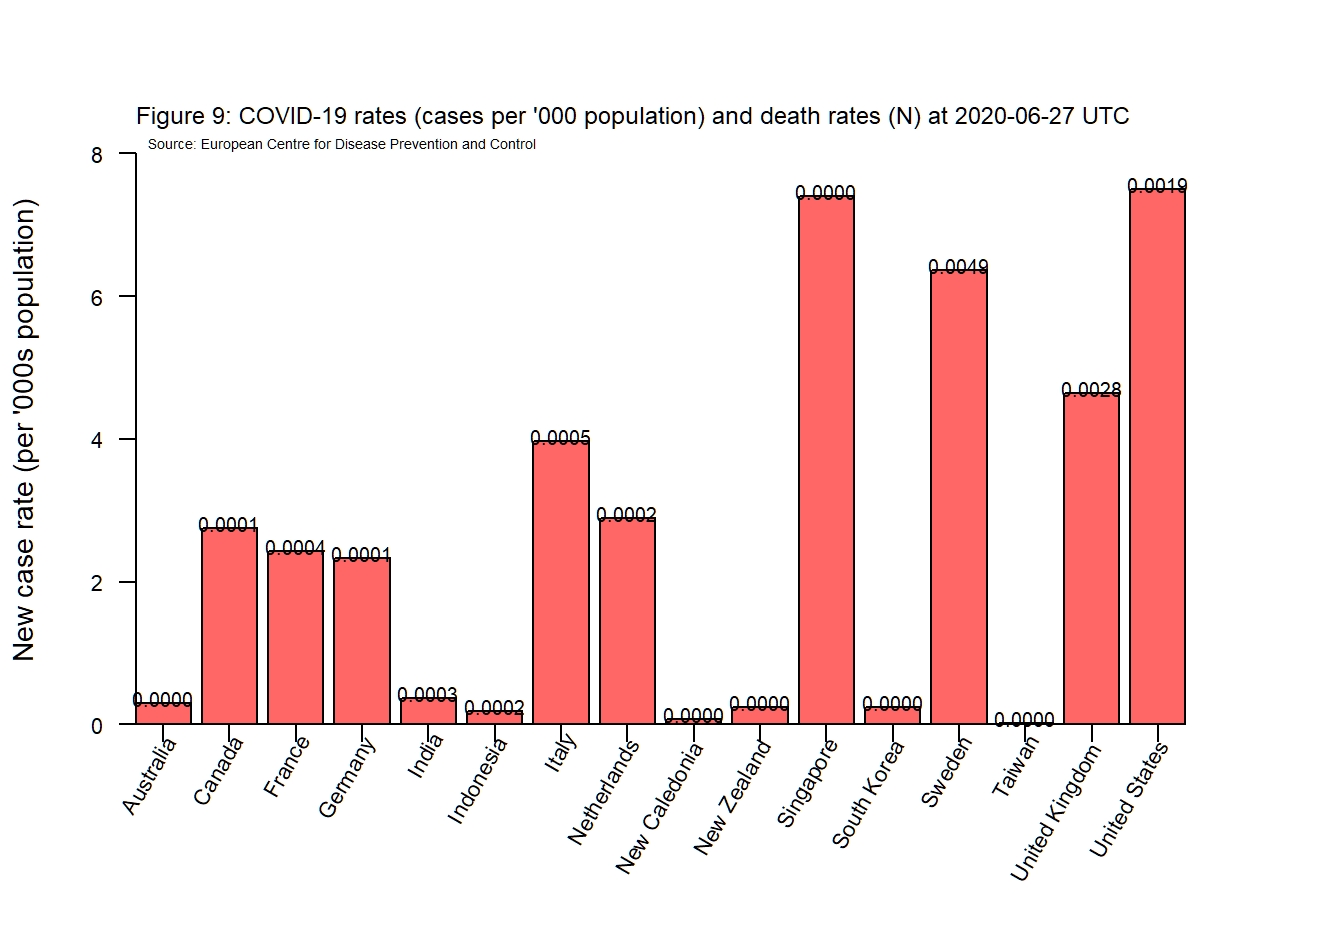 Figure 9: COVID-19 rates (cases per '000 population) and death rates (N) at 2020-06-27 UTC
Source: European Centre for Disease Prevention and Control
New case rate (per '000s population)
8
6
4
2
0
0.0000
0.0001
0.0004
0.0001
0.0003
0.0002
0.0005
0.0002
0.0000
0.0000
0.0000
0.0000
0.0049
0.0000
0.0028
0.0019
Australia
Canada
France
Germany
India
Indonesia
Italy
Netherlands
New Caledonia
New Zealand
Singapore
South Korea
Sweden
Taiwan
United Kingdom
United States